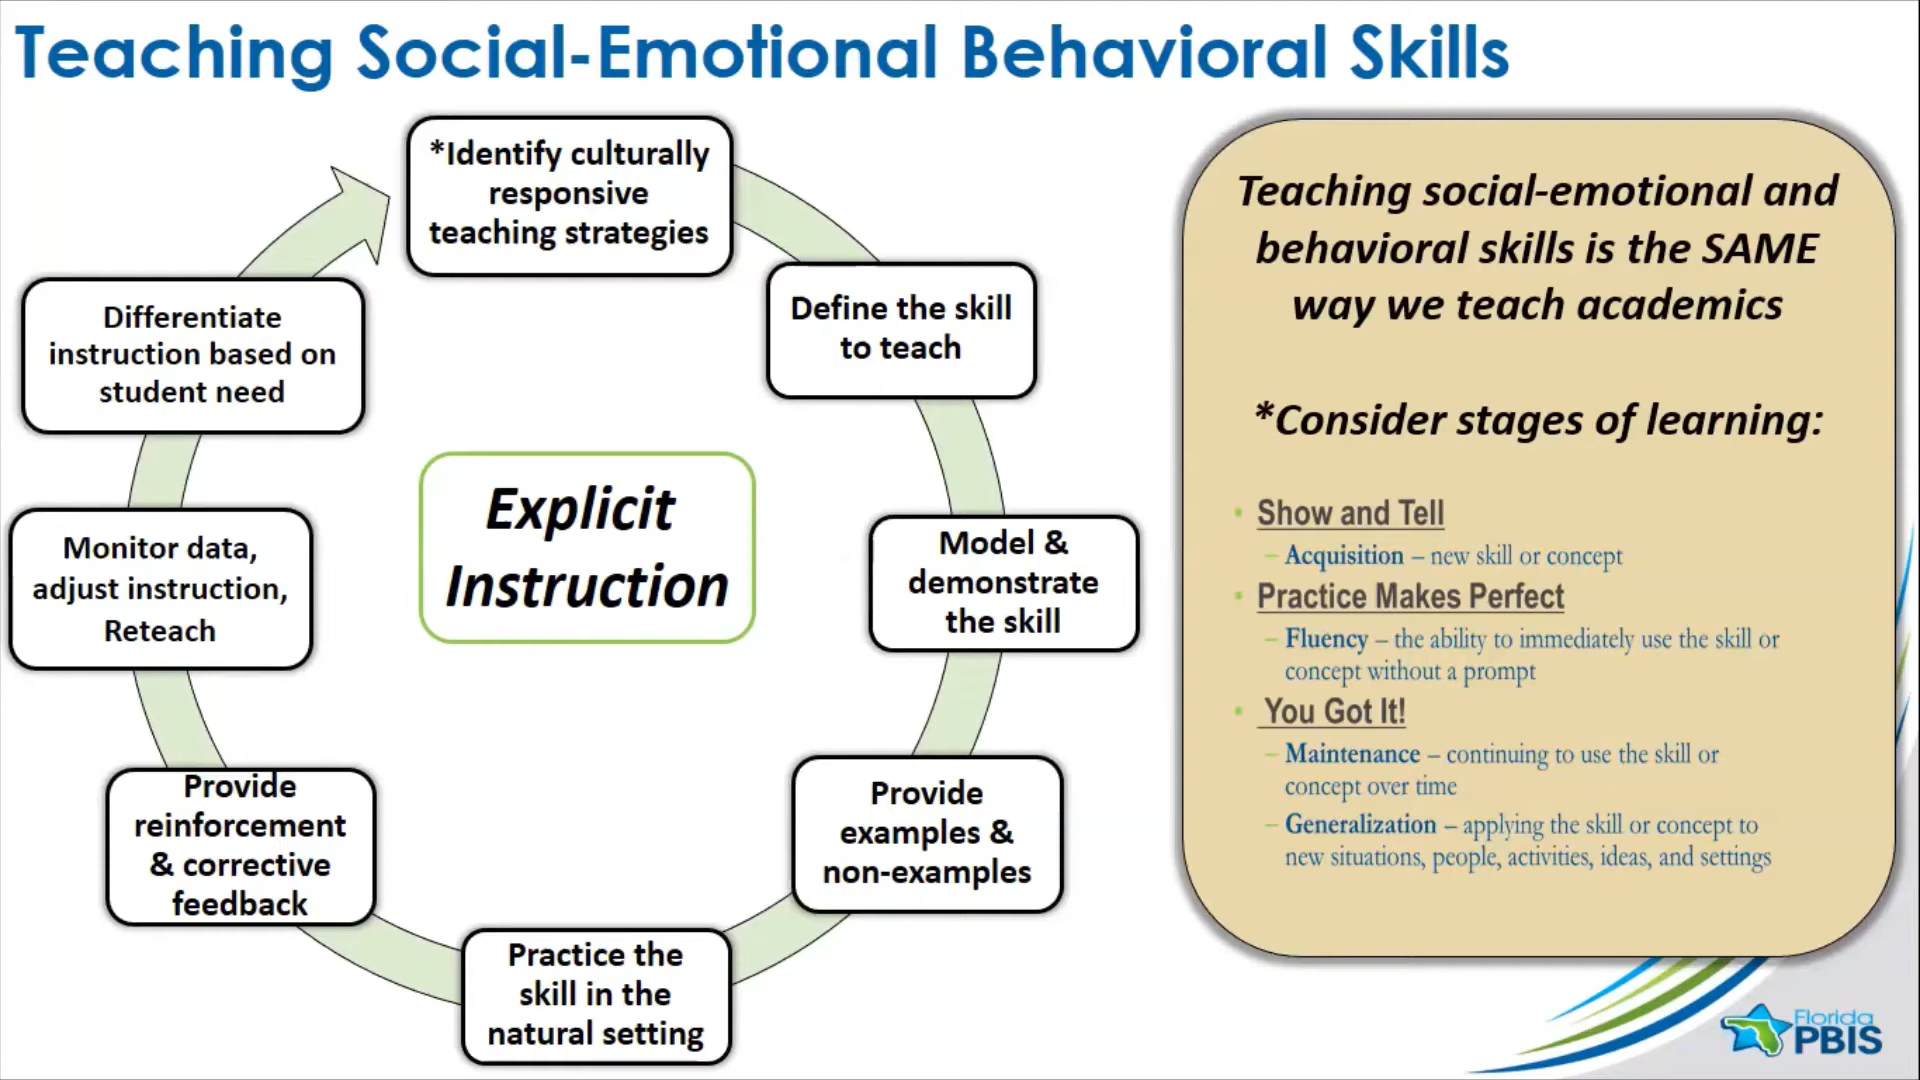 Teaching Social-Emotional Behavioral Skills
*Identify culturally
responsive
teaching strategies
Define the skill
to teach
Model &
demonstrate
the skill
Provide
examples &
non-examples
Practice the
skill in the
natural setting
Provide
reinforcement
& corrective
feedback
Monitor data,
adjust instruction,
Reteach
Differentiate
instruction based on
student need
Explicit
Instruction
Teaching social-emotional and
behavioral skills is the SAME
way we teach academics
*Consider stages of learning:
• Show and Tell
– Acquisition – new skill or concept
• Practice Makes Perfect
– Fluency – the ability to immediately use the skill or
concept without a prompt
• You Got It!
– Maintenance – continuing to use the skill or
concept over time
– Generalization – applying the skill or concept to
new situations, people, activities, ideas, and settings
Florida
PBIS